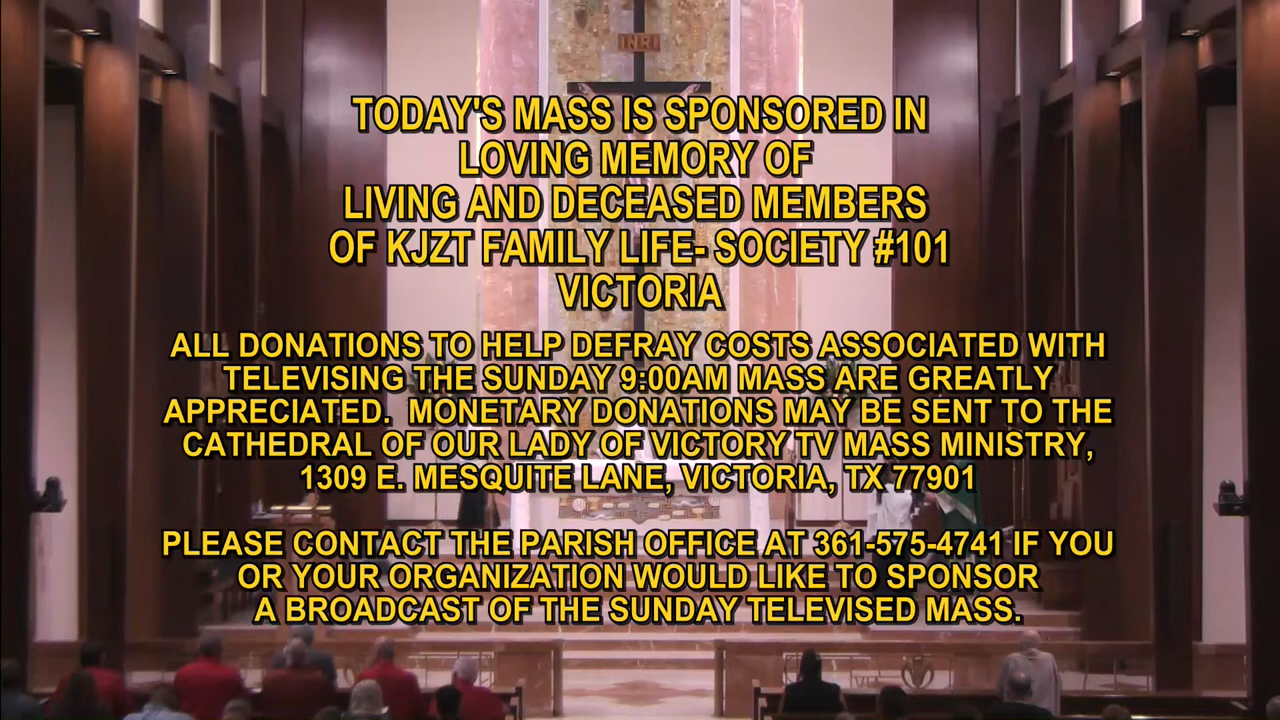 INRI
TODAY'S MASS IS SPONSORED IN
LOVING MEMORY OF
LIVING AND DECEASED MEMBERS
OF KJZT FAMILY LIFE- SOCIETY #101
VICTORIA
ALL DONATIONS TO HELP DEFRAY COSTS ASSOCIATED WITH
TELEVISING THE SUNDAY 9:00AM MASS ARE GREATLY
APPRECIATED.  MONETARY DONATIONS MAY BE SENT TO THE
CATHEDRAL OF OUR LADY OF VICTORY TV MASS MINISTRY,
1309 E. MESQUITE LANE, VICTORIA, TX 77901
PLEASE CONTACT THE PARISH OFFICE AT 361-575-4741 IF YOU
OR YOUR ORGANIZATION WOULD LIKE TO SPONSOR
A BROADCAST OF THE SUNDAY TELEVISED MASS.